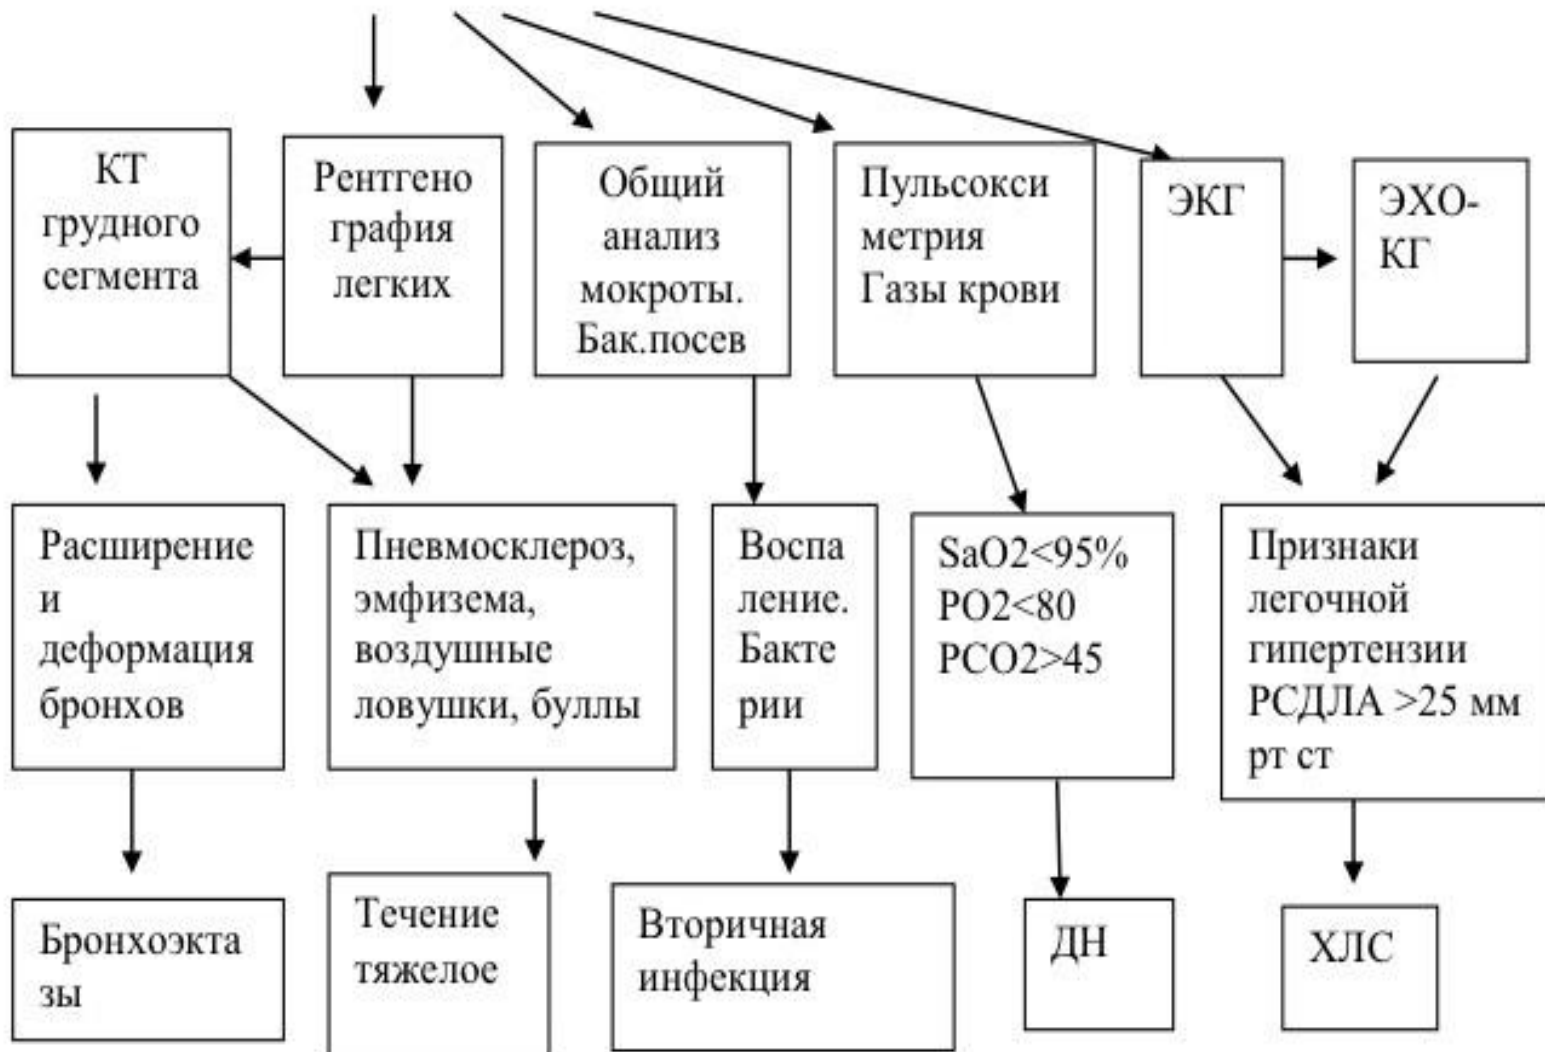 КТ
грудного
сегмента
Рентгено
графия
легких
Общий
анализ
мокроты.
Бак.посев
Пульсокси
метрия
Газы крови
ЭКГ
ЭХО-
КГ
Расширение
и
деформация
бронхов
Пневмосклероз,
эмфизема,
воздушные
ловушки, буллы
Воспа
ление.
Бакте
рии
SaO2<95%
PO2<80
PCO2>45
Признаки
легочной
гипертензии
РСДЛА >25 мм
рт ст
Бронхоэкта
зы
Течение
тяжелое
Вторичная
инфекция
ДН
ХЛС